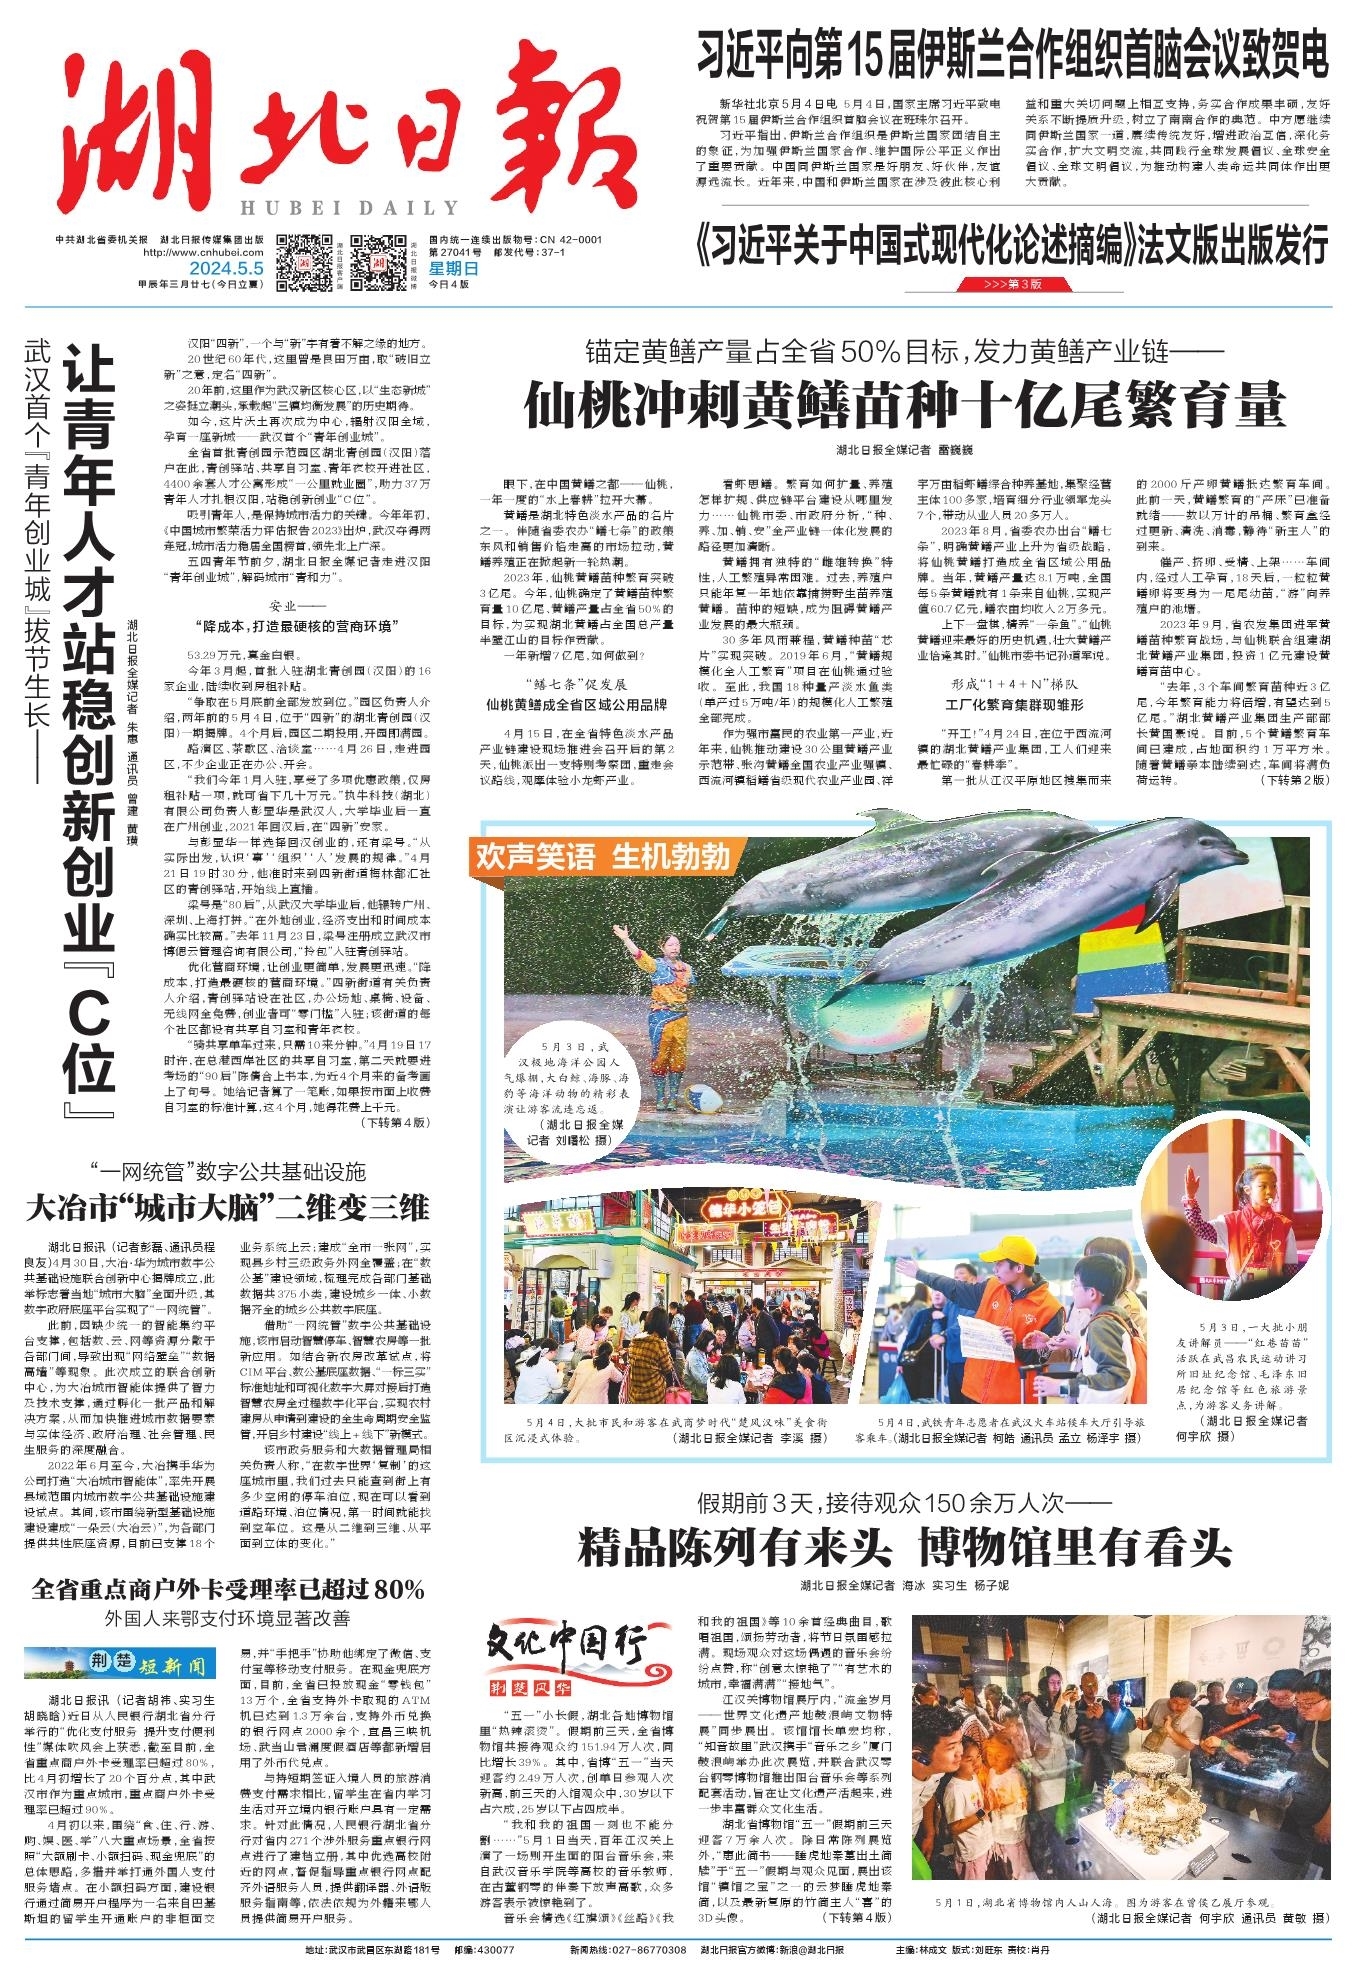 湖北日报
HUBEI DAILY
中共湖北省委机关报 湖北日报传媒集团出版
http://www.cnhubei.com
2024.5.5
甲辰年三月廿七(今日立夏)
湖北日报客户端
湖北日报微博
国内统一连续出版物号:CN 42-0001
第27041号 邮发代号:37-1
星期日
今日4版
习近平向第15届伊斯兰合作组织首脑会议致贺电
新华社北京5月4日电 5月4日,国家主席习近平致电
祝贺第15届伊斯兰合作组织首脑会议在班珠尔召开。
习近平指出,伊斯兰合作组织是伊斯兰国家团结自主
的象征,为加强伊斯兰国家合作、维护国际公平正义作出
了重要贡献。中国同伊斯兰国家是好朋友、好伙伴,友谊
源远流长。近年来,中国和伊斯兰国家在涉及彼此核心利
益和重大关切问题上相互支持,务实合作成果丰硕,友好
关系不断提质升级,树立了南南合作的典范。中方愿继续
同伊斯兰国家一道,赓续传统友好,增进政治互信,深化务
实合作,扩大文明交流,共同践行全球发展倡议、全球安全
倡议、全球文明倡议,为推动构建人类命运共同体作出更
大贡献。
《习近平关于中国式现代化论述摘编》法文版出版发行
>>>第3版
武汉首个『青年创业城』拔节生长——
让青年人才站稳创新创业『C位』
湖北日报全媒记者 朱惠 通讯员 曾建 黄璜
汉阳“四新”,一个与“新”字有着不解之缘的地方。
20世纪60年代,这里曾是良田万亩,取“破旧立
新”之意,定名“四新”。
20年前,这里作为武汉新区核心区,以“生态新城”
之姿挺立潮头,承载起“三镇均衡发展”的历史期待。
如今,这片沃土再次成为中心,辐射汉阳全域,
孕育一座新城——武汉首个“青年创业城”。
全省首批青创园示范园区湖北青创园(汉阳)落
户在此,青创驿站、共享自习室、青年夜校开进社区,
4400余套人才公寓形成“一公里就业圈”,助力37万
青年人才扎根汉阳,站稳创新创业“C位”。
吸引青年人,是保持城市活力的关键。今年年初,
《中国城市繁荣活力评估报告2023》出炉,武汉夺得两
连冠,城市活力稳居全国榜首,领先北上广深。
五四青年节前夕,湖北日报全媒记者走进汉阳
“青年创业城”,解码城市“青和力”。
安业——
“降成本,打造最硬核的营商环境”
53.29万元,真金白银。
今年3月起,首批入驻湖北青创园(汉阳)的16
家企业,陆续收到房租补贴。
“争取在5月底前全部发放到位。”园区负责人介
绍,两年前的5月4日,位于“四新”的湖北青创园(汉
阳)一期揭牌。4个月后,园区二期投用,开园即满园。
路演区、茶歇区、洽谈室……4月26日,走进园
区,不少企业正在办公、开会。
“我们今年1月入驻,享受了多项优惠政策,仅房
租补贴一项,就可省下几十万元。”执牛科技(湖北)
有限公司负责人彭显华是武汉人,大学毕业后一直
在广州创业,2021年回汉后,在“四新”安家。
与彭显华一样选择回汉创业的,还有梁号。“从
实际出发,认识‘事’‘组织’‘人’发展的规律。”4月
21日19时30分,他准时来到四新街道梅林都汇社
区的青创驿站,开始线上直播。
梁号是“80后”,从武汉大学毕业后,他辗转广州、
深圳、上海打拼。“在外地创业,经济支出和时间成本
确实比较高。”去年11月23日,梁号注册成立武汉市
博偲云管理咨询有限公司,“拎包”入驻青创驿站。
优化营商环境,让创业更简单,发展更迅速。“降
成本,打造最硬核的营商环境。”四新街道有关负责
人介绍,青创驿站设在社区,办公场地、桌椅、设备、
无线网全免费,创业者可“零门槛”入驻;该街道的每
个社区都设有共享自习室和青年夜校。
“骑共享单车过来,只需10来分钟。”4月19日17
时许,在总港西岸社区的共享自习室,第二天就要进
考场的“90后”陈倩合上书本,为近4个月来的备考画
上了句号。她给记者算了一笔账,如果按市面上收费
自习室的标准计算,这4个月,她得花费上千元。
(下转第4版)
锚定黄鳝产量占全省50%目标,发力黄鳝产业链——
仙桃冲刺黄鳝苗种十亿尾繁育量
湖北日报全媒记者 雷巍巍
眼下,在中国黄鳝之都——仙桃,
一年一度的“水上春耕”拉开大幕。
黄鳝是湖北特色淡水产品的名片
之一。伴随省委农办“鳝七条”的政策
东风和销售价格走高的市场拉动,黄
鳝养殖正在掀起新一轮热潮。
2023年,仙桃黄鳝苗种繁育突破
3亿尾。今年,仙桃确定了黄鳝苗种繁
育量10亿尾、黄鳝产量占全省50%的
目标,为实现湖北黄鳝占全国总产量
半壁江山的目标作贡献。
一年新增7亿尾,如何做到?
“鳝七条”促发展
仙桃黄鳝成全省区域公用品牌
4月15日,在全省特色淡水产品
产业链建设现场推进会召开后的第2
天,仙桃派出一支特别考察团,重走会
议路线,观摩体验小龙虾产业。
看虾思鳝。繁育如何扩量、养殖
怎样扩规、供应链平台建设从哪里发
力……仙桃市委、市政府分析,“种、
养、加、销、安”全产业链一体化发展的
路径更加清晰。
黄鳝拥有独特的“雌雄转换”特
性,人工繁殖异常困难。过去,养殖户
只能年复一年地依靠捕捞野生苗养殖
黄鳝。苗种的短缺,成为阻碍黄鳝产
业发展的最大瓶颈。
30多年风雨兼程,黄鳝种苗“芯
片”实现突破。2019年6月,“黄鳝规
模化全人工繁育”项目在仙桃通过验
收。至此,我国18种量产淡水鱼类
(单产过5万吨/年)的规模化人工繁殖
全部完成。
作为强市富民的农业第一产业,近
年来,仙桃推动建设30公里黄鳝产业
示范带、张沟黄鳝全国农业产业强镇、
西流河镇稻鳝省级现代农业产业园、祥
宇万亩稻虾鳝综合种养基地,集聚经营
主体100多家,培育细分行业领军龙头
7个,带动从业人员20多万人。
2023年8月,省委农办出台“鳝七
条”,明确黄鳝产业上升为省级战略,
将仙桃黄鳝打造成全省区域公用品
牌。当年,黄鳝产量达8.1万吨,全国
每5条黄鳝就有1条来自仙桃,实现产
值60.7亿元,鳝农亩均收入2万多元。
上下一盘棋,精养“一条鱼”。“仙桃
黄鳝迎来最好的历史机遇,壮大黄鳝产
业恰逢其时。”仙桃市委书记孙道军说。
形成“1+4+N”梯队
工厂化繁育集群现雏形
“开工!”4月24日,在位于西流河
镇的湖北黄鳝产业集团,工人们迎来
最忙碌的“春耕季”。
第一批从江汉平原地区搜集而来
的2000斤产卵黄鳝抵达繁育车间。
此前一天,黄鳝繁育的“产床”已准备
就绪——数以万计的吊桶、繁育盒经
过更新、清洗、消毒,静待“新主人”的
到来。
催产、挤卵、受精、上架……车间
内,经过人工孕育,18天后,一粒粒黄
鳝卵将变身为一尾尾幼苗,“游”向养
殖户的池塘。
2023年9月,省农发集团进军黄
鳝苗种繁育战场,与仙桃联合组建湖
北黄鳝产业集团,投资1亿元建设黄
鳝育苗中心。
“去年,3个车间繁育苗种近3亿
尾,今年繁育能力将倍增,有望达到5
亿尾。”湖北黄鳝产业集团生产部部
长黄国豪说。目前,5个黄鳝繁育车
间已建成,占地面积约1万平方米。
随着黄鳝亲本陆续到达,车间将满负
荷运转。 (下转第2版)
欢声笑语 生机勃勃
5月3日,武
汉极地海洋公园人
气爆棚,大白鲸、海豚、海
豹等海洋动物的精彩表
演让游客流连忘返。
(湖北日报全媒
记者 刘曙松 摄)
德华小笼包
5月4日,大批市民和游客在武商梦时代“楚风汉味”美食街
区沉浸式体验。 (湖北日报全媒记者 李溪 摄)
5月4日,武铁青年志愿者在武汉火车站候车大厅引导旅
客乘车。(湖北日报全媒记者 柯皓 通讯员 孟立 杨泽宇 摄)
5月3日,一大批小朋
友讲解员——“红巷苗苗”
活跃在武昌农民运动讲习
所旧址纪念馆、毛泽东旧
居纪念馆等红色旅游景
点,为游客义务讲解。
(湖北日报全媒记者
何宇欣 摄)
“一网统管”数字公共基础设施
大冶市“城市大脑”二维变三维
湖北日报讯 (记者彭磊、通讯员程
良友)4月30日,大冶·华为城市数字公
共基础设施联合创新中心揭牌成立,此
举标志着当地“城市大脑”全面升级,其
数字政府底座平台实现了“一网统管”。
此前,因缺少统一的智能集约平
台支撑,包括数、云、网等资源分散于
各部门间,导致出现“网络壁垒”“数据
高墙”等现象。此次成立的联合创新
中心,为大冶城市智能体提供了智力
及技术支撑,通过孵化一批产品和解
决方案,从而加快推进城市数据要素
与实体经济、政府治理、社会管理、民
生服务的深度融合。
2022年6月至今,大冶携手华为
公司打造“大冶城市智能体”,率先开展
县域范围内城市数字公共基础设施建
设试点。其间,该市围绕新型基础设施
建设建成“一朵云(大冶云)”,为各部门
提供共性底座资源,目前已支撑18个
业务系统上云;建成“全市一张网”,实
现县乡村三级政务外网全覆盖;在“数
公基”建设领域,梳理完成各部门基础
数据共375小类,建设城乡一体、小数
据齐全的城乡公共数字底座。
借助“一网统管”数字公共基础设
施,该市启动智慧停车、智慧农房等一批
新应用。如结合新农房改革试点,将
CIM平台、数公基底座数据、“一标三实”
标准地址和可视化数字大屏对接后打造
智慧农房全过程数字化平台,实现农村
建房从申请到建设的全生命周期安全监
管,开启乡村建设“线上+线下”新模式。
该市政务服务和大数据管理局相
关负责人称,“在数字世界‘复制’的这
座城市里,我们过去只能查到街上有
多少空闲的停车泊位,现在可以看到
道路环境、泊位情况,第一时间就能找
到空车位。这是从二维到三维、从平
面到立体的变化。”
全省重点商户外卡受理率已超过80%
外国人来鄂支付环境显著改善
荆楚短新闻
湖北日报讯 (记者胡祎、实习生
胡晓晗)近日从人民银行湖北省分行
举行的“优化支付服务 提升支付便利
性”媒体吹风会上获悉,截至目前,全
省重点商户外卡受理率已超过80%,
比4月初增长了20个百分点,其中武
汉市作为重点城市,重点商户外卡受
理率已超过90%。
4月初以来,围绕“食、住、行、游、
购、娱、医、学”八大重点场景,全省按
照“大额刷卡、小额扫码、现金兜底”的
总体思路,多措并举打通外国人支付
服务堵点。在小额扫码方面,建设银
行通过简易开户程序为一名来自巴基
斯坦的留学生开通账户的非柜面交
易,并“手把手”协助他绑定了微信、支
付宝等移动支付服务。在现金兜底方
面,目前,全省已投放现金“零钱包”
13万个,全省支持外卡取现的ATM
机已达到1.3万余台,支持外币兑换
的银行网点2000余个,宜昌三峡机
场、武当山雲澜度假酒店等都新增启
用了外币代兑点。
与持短期签证入境人员的旅游消
费支付需求相比,留学生在省内学习
生活对开立境内银行账户具有一定需
求。针对此情况,人民银行湖北省分
行对省内271个涉外服务重点银行网
点进行了建档立册,其中优选高校附
近的网点,督促指导重点银行网点配
齐外语服务人员,提供翻译器、外语版
服务指南等,依法依规为外籍来鄂人
员提供简易开户服务。
假期前3天,接待观众150余万人次——
精品陈列有来头 博物馆里有看头
湖北日报全媒记者 海冰 实习生 杨子妮
文化中国行
荆楚风华
“五一”小长假,湖北各地博物馆
里“热辣滚烫”。假期前三天,全省博
物馆共接待观众约151.94万人次,同
比增长39%。其中,省博“五一”当天
迎客约2.49万人次,创单日参观人次
新高,前三天的入馆观众中,30岁以下
占六成,25岁以下占四成半。
“我和我的祖国一刻也不能分
割……”5月1日当天,百年江汉关上
演了一场别开生面的阳台音乐会,来
自武汉音乐学院等高校的音乐教师,
在古董钢琴的伴奏下放声高歌,众多
游客表示被惊艳到了。
音乐会精选《红旗颂》《丝路》《我
和我的祖国》等10余首经典曲目,歌
唱祖国,颂扬劳动者,将节日氛围感拉
满。现场观众对这场偶遇的音乐会纷
纷点赞,称“创意太惊艳了”“有艺术的
城市,幸福满满”“接地气”。
江汉关博物馆展厅内,“流金岁月
——世界文化遗产地鼓浪屿文物特
展”同步展出。该馆馆长单雯均称,
“知音故里”武汉携手“音乐之乡”厦门
鼓浪屿举办此次展览,并联合武汉琴
台钢琴博物馆推出阳台音乐会等系列
配套活动,旨在让文化遗产活起来,进
一步丰富群众文化生活。
湖北省博物馆“五一”假期前三天
迎客7万余人次。除日常陈列展览
外,“惠此简书——睡虎地秦墓出土简
牍”于“五一”假期与观众见面,展出该
馆“镇馆之宝”之一的云梦睡虎地秦
简,以及最新复原的竹简主人“喜”的
3D头像。 (下转第4版)
5月1日,湖北省博物馆内人山人海。图为游客在曾侯乙展厅参观。
(湖北日报全媒记者 何宇欣 通讯员 黄敏 摄)
地址:武汉市武昌区东湖路181号 邮编:430077 新闻热线:027-86770308 湖北日报官方微博:新浪@湖北日报 主编:林成文 版式:刘旺东 责校:肖丹